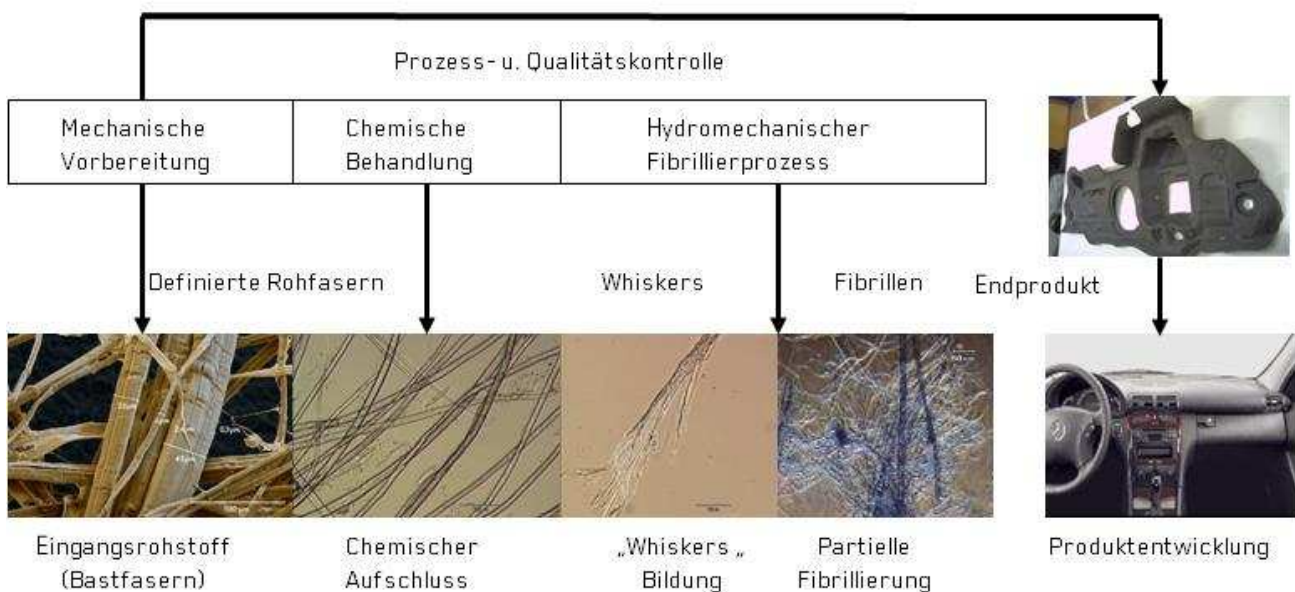 Prozess- u. Qualitätskontrolle
Mechanische
Vorbereitung
Chemische
Behandlung
Hydromechanischer
Fibrillierprozess
Definierte Rohfasern
Whiskers
Fibrillen
Endprodukt
Eingangsrohstoff
(Bastfasern)
Chemischer
Aufschluss
„Whiskers „
Bildung
Partielle
Fibrillierung
Produktentwicklung